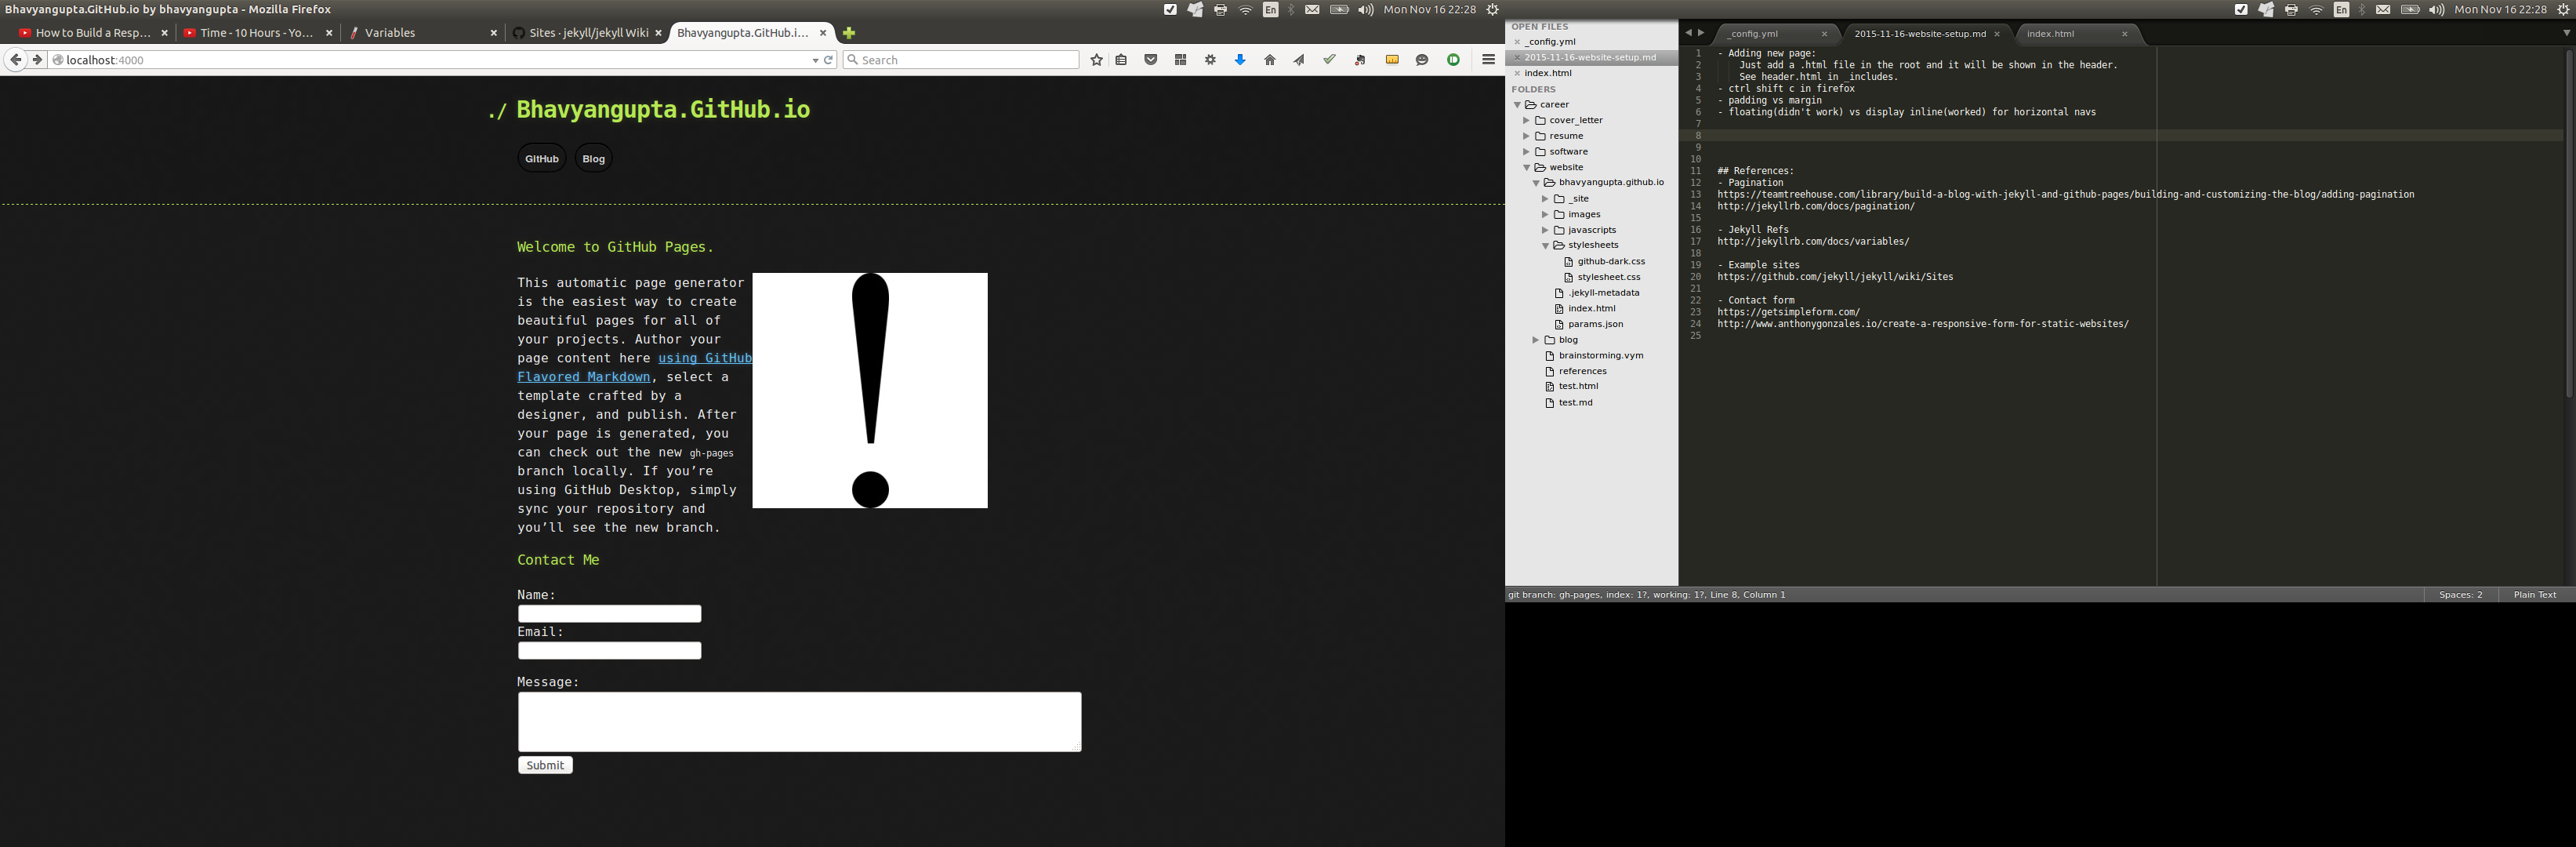 Bhavyangupta.GitHub.io by bhavyangupta - Mozilla Firefox
En
Mon Nov 16 22:28
How to Build a Resp...
Time - 10 Hours - Yo...
Variables
Sites · jekyll/jekyll Wiki
Bhavyangupta.GitHub.i...
localhost:4000
Search
./ Bhavyangupta.GitHub.io
GitHub
Blog
Welcome to GitHub Pages.
This automatic page generator
is the easiest way to create
beautiful pages for all of
your projects. Author your
page content here using GitHub
Flavored Markdown, select a
template crafted by a
designer, and publish. After
your page is generated, you
can check out the new gh-pages
branch locally. If you’re
using GitHub Desktop, simply
sync your repository and
you’ll see the new branch.
!
Contact Me
Name:
Email:
Message:
Submit
En
Mon Nov 16 22:28
OPEN FILES
_config.yml
2015-11-16-website-setup.md
index.html
FOLDERS
career
cover_letter
resume
software
website
bhavyangupta.github.io
_site
images
javascripts
stylesheets
github-dark.css
stylesheet.css
.jekyll-metadata
index.html
params.json
blog
brainstorming.vym
references
test.html
test.md
_config.yml
2015-11-16-website-setup.md
index.html
1 - Adding new page:
2 Just add a .html file in the root and it will be shown in the header.
3 See header.html in _includes.
4 - ctrl shift c in firefox
5 - padding vs margin
6 - floating(didn't work) vs display inline(worked) for horizontal navs
7
8
9
10
11 ## References:
12 - Pagination
13 https://teamtreehouse.com/library/build-a-blog-with-jekyll-and-github-pages/building-and-customizing-the-blog/adding-pagination
14 http://jekyllrb.com/docs/pagination/
15
16 - Jekyll Refs
17 http://jekyllrb.com/docs/variables/
18
19 - Example sites
20 https://github.com/jekyll/jekyll/wiki/Sites
21
22 - Contact form
23 https://getsimpleform.com/
24 http://www.anthonygonzales.io/create-a-responsive-form-for-static-websites/
25
git branch: gh-pages, index: 1?, working: 1?, Line 8, Column 1
Spaces: 2
Plain Text